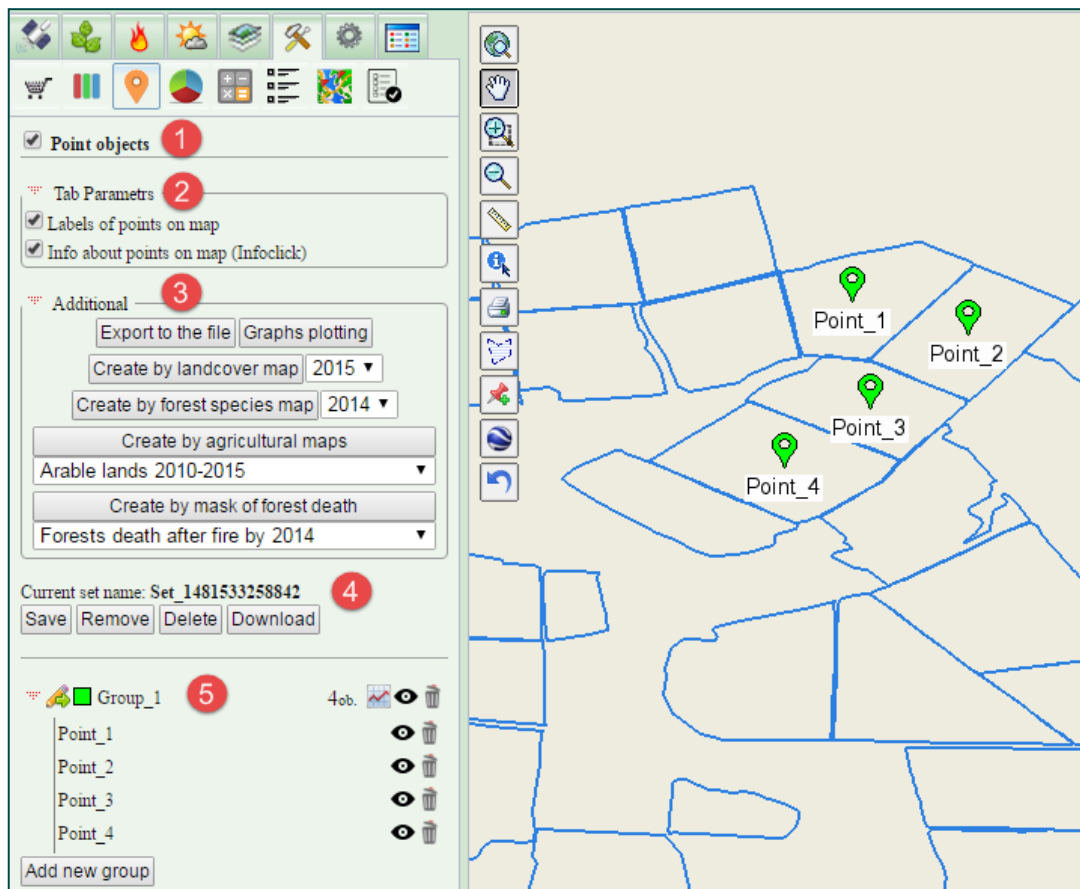 Point objects 1
Tab Parametrs 2
Labels of points on map
Info about points on map (Infoclick)
Additional 3
Export to the file Graphs plotting
Create by landcover map 2015
Create by forest species map 2014
Create by agricultural maps
Arable lands 2010-2015
Create by mask of forest death
Forests death after fire by 2014
Current set name: Set_1481533258842 4
Save Remove Delete Download
Group_1 5 4ob.
Point_1
Point_2
Point_3
Point_4
Add new group
Point_1
Point_2
Point_3
Point_4